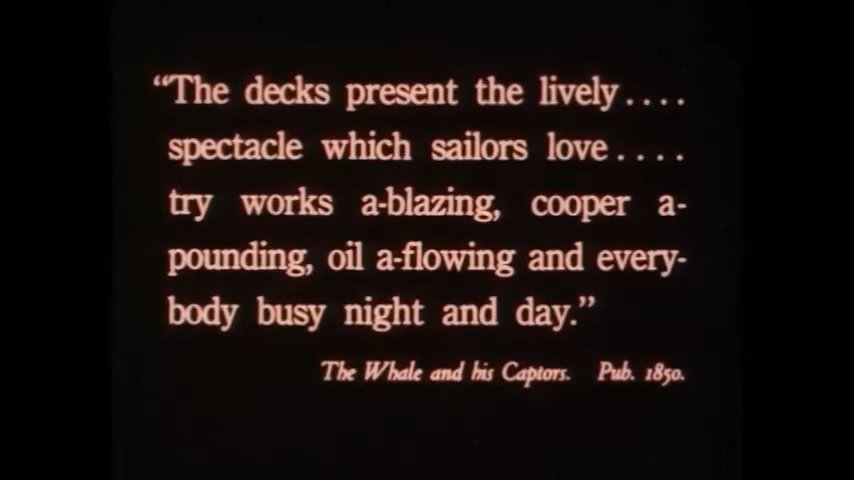 “The decks present the lively....
spectacle which sailors love....
try works a-blazing, cooper a-
pounding, oil a-flowing and every-
body busy night and day.”
The Whale and his Captors. Pub. 1850.